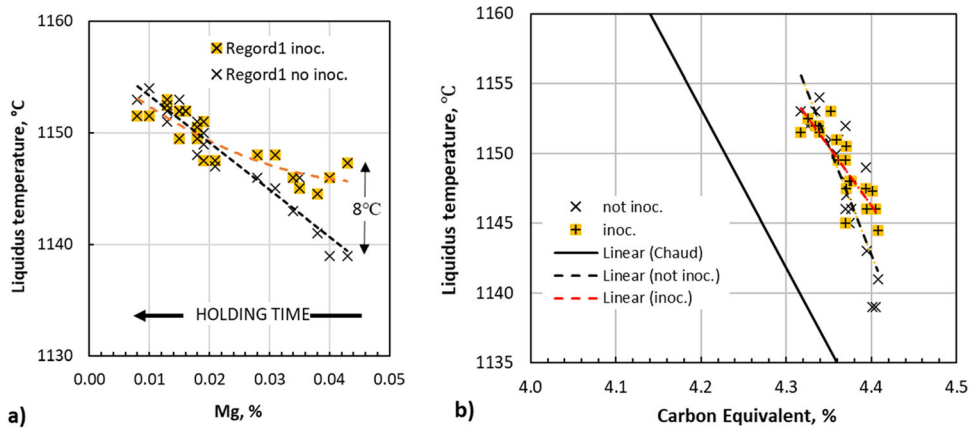 a)
Liquidus temperature, °C
1160
1150
1140
1130
Regord1 inoc.
Regord1 no inoc.
8°C
HOLDING TIME
0.00 0.01 0.02 0.03 0.04 0.05
Mg, %
b)
Liquidus temperature, °C
1160
1155
1150
1145
1140
1135
not inoc.
inoc.
Linear (Chaud)
Linear (not inoc.)
Linear (inoc.)
4.0 4.1 4.2 4.3 4.4 4.5
Carbon Equivalent, %